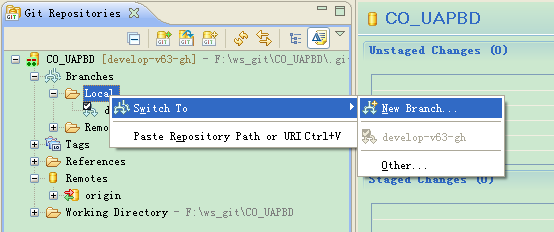 Git Repositories
CO_UAPBD
CO_UAPBD [develop-v63-gh] - F:\ws_git\CO_UAPBD\.gi
Unstaged Changes (0)
Branches
Local
Switch To
New Branch...
d
Paste Repository Path or URI Ctrl+V
develop-v63-gh
Remo
Other...
Tags
References
Staged Changes (0)
Remotes
origin
Working Directory - F:\ws_git\CO_UAPBD